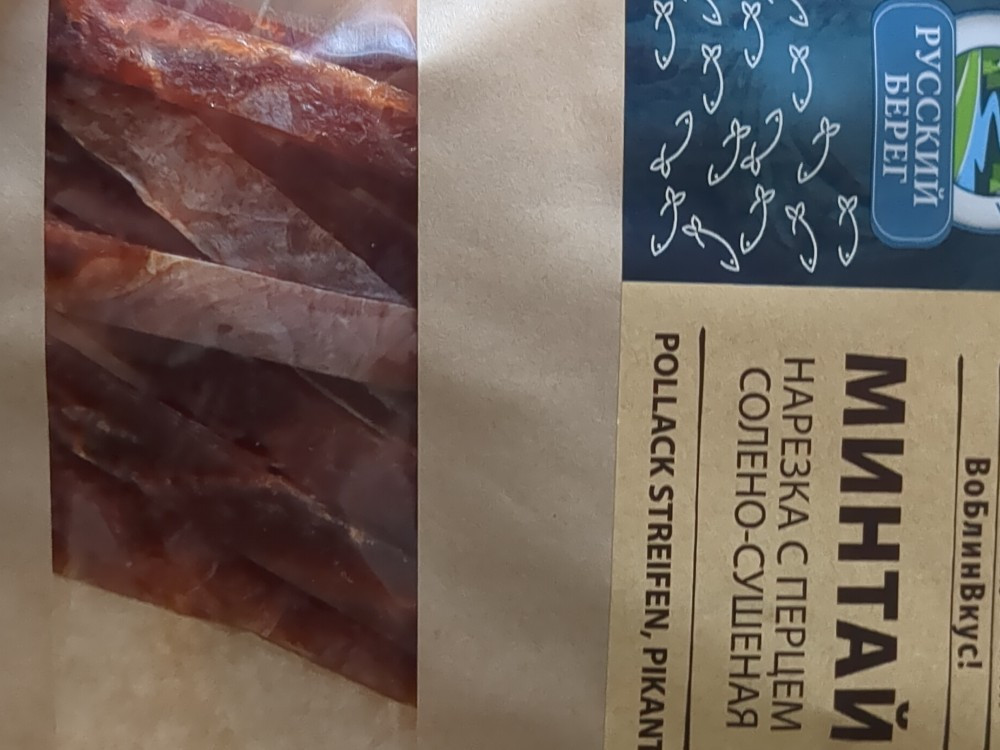 РУССКИЙ
БЕРЕГ
ВоБлинВкус!
МИНТАЙ
НАРЕЗКА С ПЕРЦЕМ
СОЛЕНО-СУШЕНАЯ
POLLACK STREIFEN, PIKANT